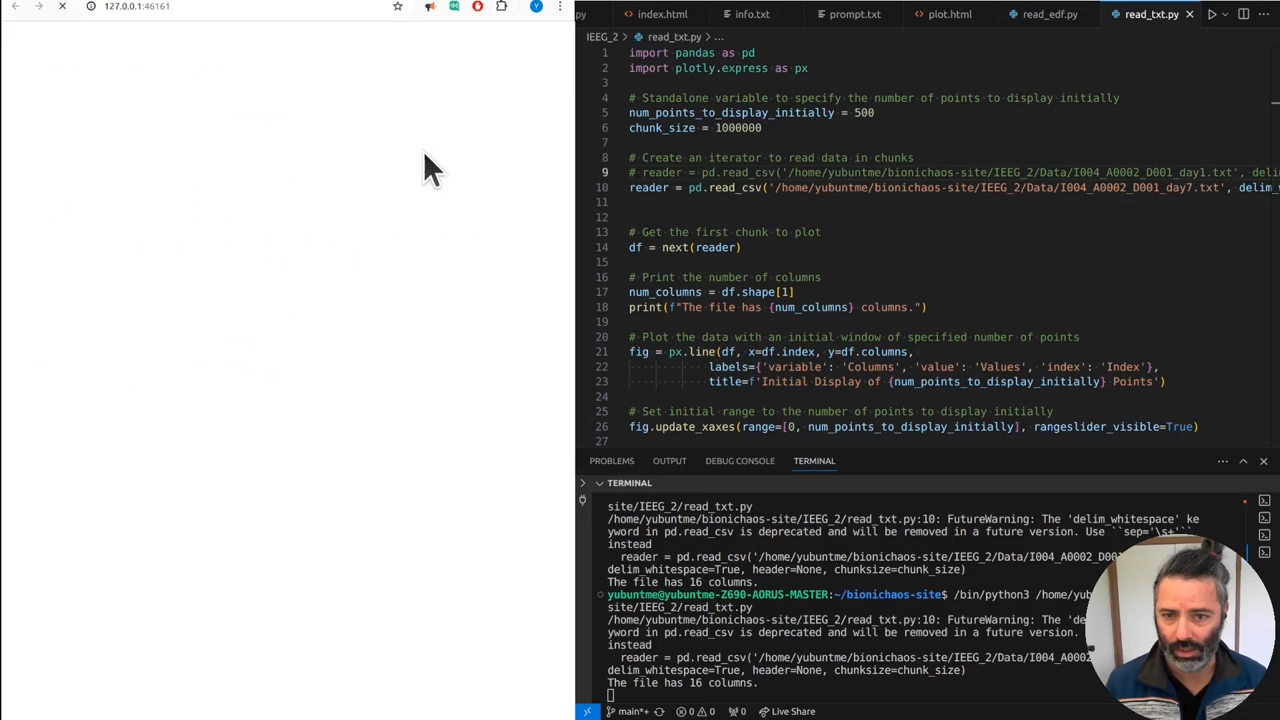 127.0.0.1:46161
Y
py
index.html
info.txt
prompt.txt
plot.html
read_edf.py
read_txt.py
IEEG_2 > read_txt.py > ...
1 import pandas as pd
2 import plotly.express as px
3
4 # Standalone variable to specify the number of points to display initially
5 num_points_to_display_initially = 500
6 chunk_size = 1000000
7
8 # Create an iterator to read data in chunks
9 # reader = pd.read_csv('/home/yubuntme/bionichaos-site/IEEG_2/Data/I004_A0002_D001_day1.txt', deli
10 reader = pd.read_csv('/home/yubuntme/bionichaos-site/IEEG_2/Data/I004_A0002_D001_day7.txt', delim_w
11
12
13 # Get the first chunk to plot
14 df = next(reader)
15
16 # Print the number of columns
17 num_columns = df.shape[1]
18 print(f"The file has {num_columns} columns.")
19
20 # Plot the data with an initial window of specified number of points
21 fig = px.line(df, x=df.index, y=df.columns,
22 labels={'variable': 'Columns', 'value': 'Values', 'index': 'Index'},
23 title=f'Initial Display of {num_points_to_display_initially} Points')
24
25 # Set initial range to the number of points to display initially
26 fig.update_xaxes(range=[0, num_points_to_display_initially], rangeslider_visible=True)
27
PROBLEMS OUTPUT DEBUG CONSOLE TERMINAL
TERMINAL
site/IEEG_2/read_txt.py
/home/yubuntme/bionichaos-site/IEEG_2/read_txt.py:10: FutureWarning: The 'delim_whitespace' ke
yword in pd.read_csv is deprecated and will be removed in a future version. Use ``sep='\s+'``
instead
reader = pd.read_csv('/home/yubuntme/bionichaos-site/IEEG_2/Data/I004_A0002_D00
delim_whitespace=True, header=None, chunksize=chunk_size)
The file has 16 columns.
yubuntme@yubuntme-Z690-AORUS-MASTER:~/bionichaos-site$ /bin/python3 /home/yub
site/IEEG_2/read_txt.py
/home/yubuntme/bionichaos-site/IEEG_2/read_txt.py:10: FutureWarning: The 'de
yword in pd.read_csv is deprecated and will be removed in a future version.
instead
reader = pd.read_csv('/home/yubuntme/bionichaos-site/IEEG_2/Data/I004_A0002
delim_whitespace=True, header=None, chunksize=chunk_size)
The file has 16 columns.
main*+ 0 0 0 Live Share